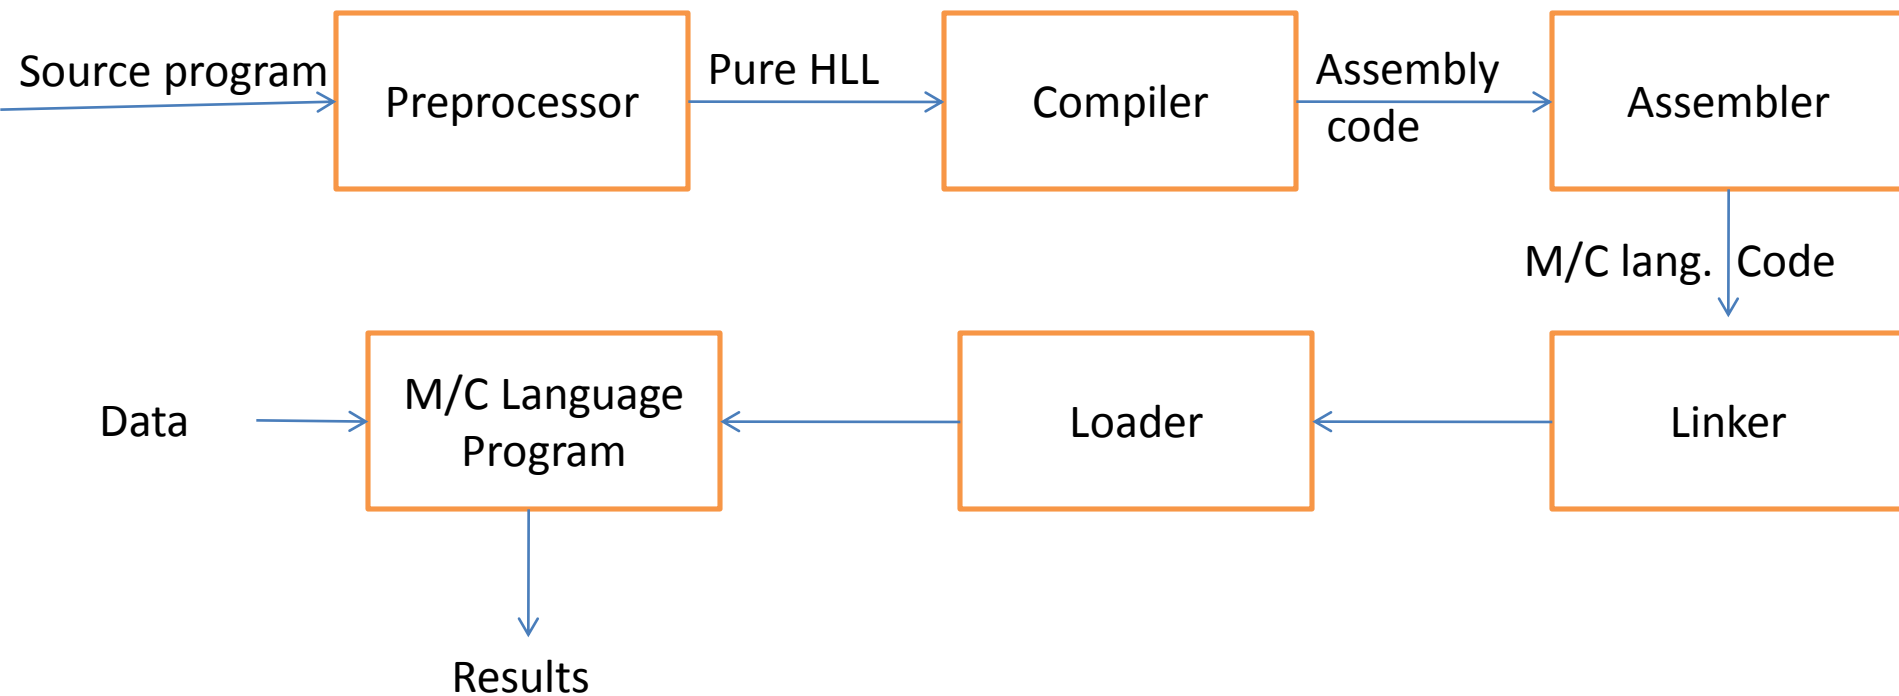 Source program
Preprocessor
Pure HLL
Compiler
Assembly
code
Assembler
M/C lang. Code
Data
M/C Language
Program
Loader
Linker
Results